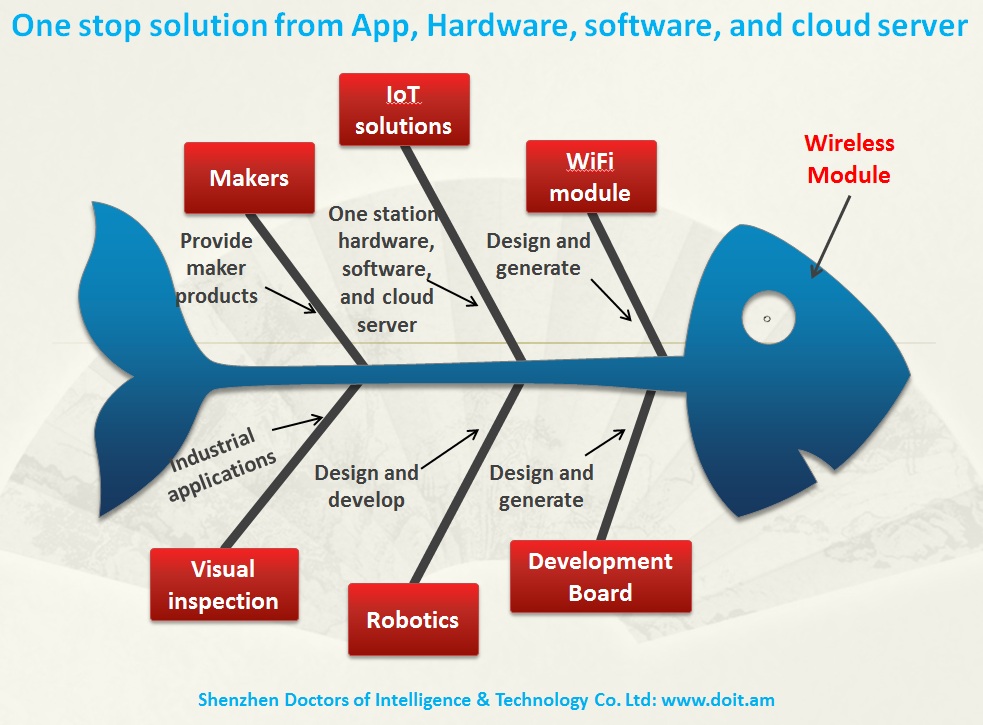 One stop solution from App, Hardware, software, and cloud server
IoT
solutions
Makers
WiFi
module
Wireless
Module
Provide
maker
products
One station
hardware,
software,
and cloud
server
Design and
generate
Industrial
applications
Design and
develop
Design and
generate
Visual
inspection
Robotics
Development
Board
Shenzhen Doctors of Intelligence & Technology Co. Ltd: www.doit.am